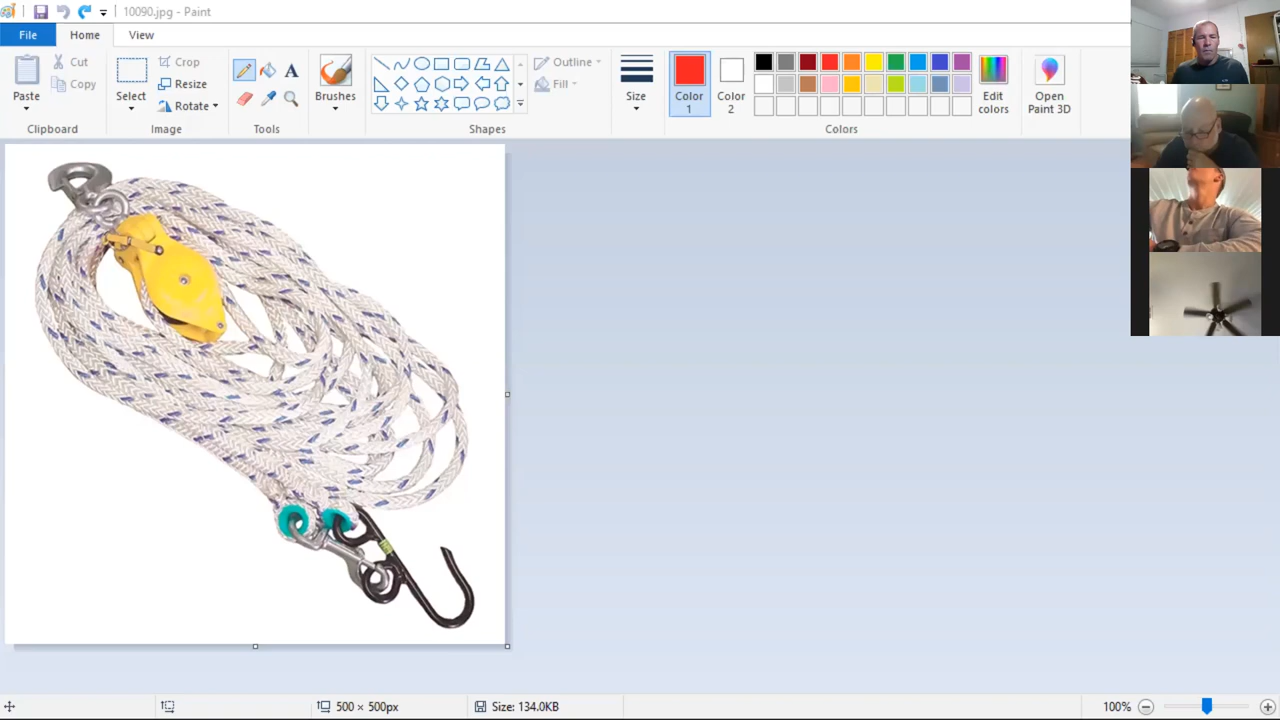 10090.jpg - Paint
File
Home
View
Paste
Cut
Copy
Clipboard
Select
Crop
Resize
Rotate
Image
A
Tools
Brushes
Shapes
Outline
Fill
Size
Color 1
Color 2
Edit colors
Colors
Open Paint 3D
500 × 500px
Size: 134.0KB
100%